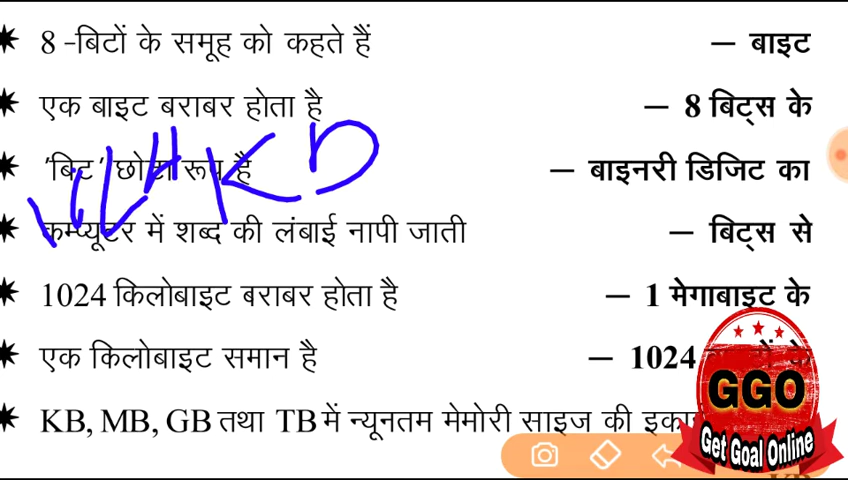 8 -बिटों के समूह को कहते हैं — बाइट
एक बाइट बराबर होता है — 8 बिट्स के
'बिट' छोटा रूप है — बाइनरी डिजिट का
कम्प्यूटर में शब्द की लंबाई नापी जाती — बिट्स से
1024 किलोबाइट बराबर होता है — 1 मेगाबाइट के
एक किलोबाइट समान है — 1024 के
KB, MB, GB तथा TB में न्यूनतम मेमोरी साइज की
GGO
Get Goal Online